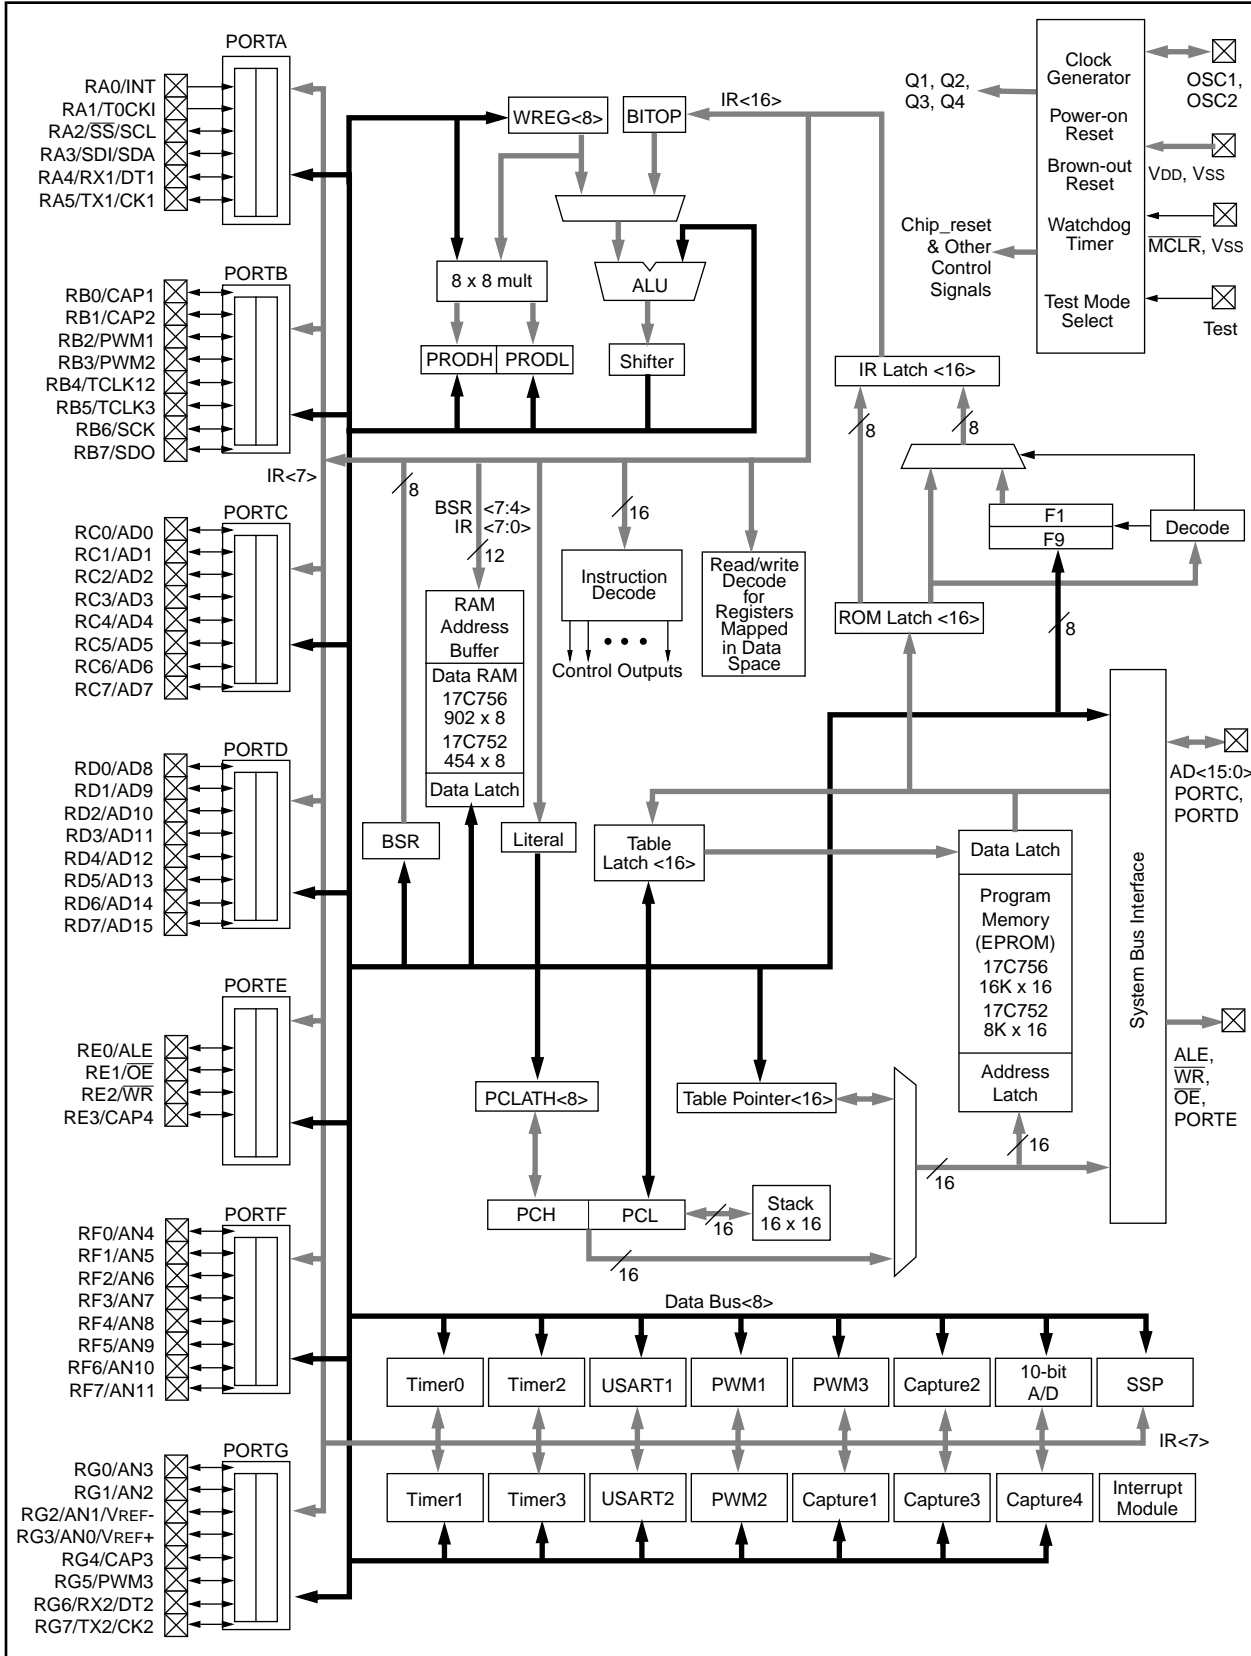 PORTA
RA0/INT
RA1/T0CKI
RA2/SS/SCL
RA3/SDI/SDA
RA4/RX1/DT1
RA5/TX1/CK1
PORTB
RB0/CAP1
RB1/CAP2
RB2/PWM1
RB3/PWM2
RB4/TCLK12
RB5/TCLK3
RB6/SCK
RB7/SDO
IR<7>
PORTC
RC0/AD0
RC1/AD1
RC2/AD2
RC3/AD3
RC4/AD4
RC5/AD5
RC6/AD6
RC7/AD7
PORTD
RD0/AD8
RD1/AD9
RD2/AD10
RD3/AD11
RD4/AD12
RD5/AD13
RD6/AD14
RD7/AD15
PORTE
RE0/ALE
RE1/OE
RE2/WR
RE3/CAP4
PORTF
RF0/AN4
RF1/AN5
RF2/AN6
RF3/AN7
RF4/AN8
RF5/AN9
RF6/AN10
RF7/AN11
PORTG
RG0/AN3
RG1/AN2
RG2/AN1/VREF-
RG3/AN0/VREF+
RG4/CAP3
RG5/PWM3
RG6/RX2/DT2
RG7/TX2/CK2
WREG<8>
BITOP
IR<16>
8 x 8 mult
ALU
PRODH
PRODL
Shifter
Q1, Q2,
Q3, Q4
Chip_reset
& Other
Control
Signals
Clock
Generator
Power-on
Reset
Brown-out
Reset
Watchdog
Timer
Test Mode
Select
OSC1,
OSC2
VDD, VSS
MCLR, VSS
Test
IR Latch <16>
8
8
F1
F9
Decode
ROM Latch <16>
8
8
BSR <7:4>
IR <7:0>
12
16
RAM
Address
Buffer
Data RAM
17C756
902 x 8
17C752
454 x 8
Data Latch
Instruction
Decode
Control Outputs
Read/write
Decode
for
Registers
Mapped
in Data
Space
BSR
Literal
Table
Latch <16>
Data Latch
Program
Memory
(EPROM)
17C756
16K x 16
17C752
8K x 16
Address
Latch
System Bus Interface
AD<15:0>
PORTC,
PORTD
ALE,
WR,
OE,
PORTE
PCLATH<8>
Table Pointer<16>
16
16
PCH
PCL
16
Stack
16 x 16
16
Data Bus<8>
Timer0
Timer2
USART1
PWM1
PWM3
Capture2
10-bit
A/D
SSP
IR<7>
Timer1
Timer3
USART2
PWM2
Capture1
Capture3
Capture4
Interrupt
Module